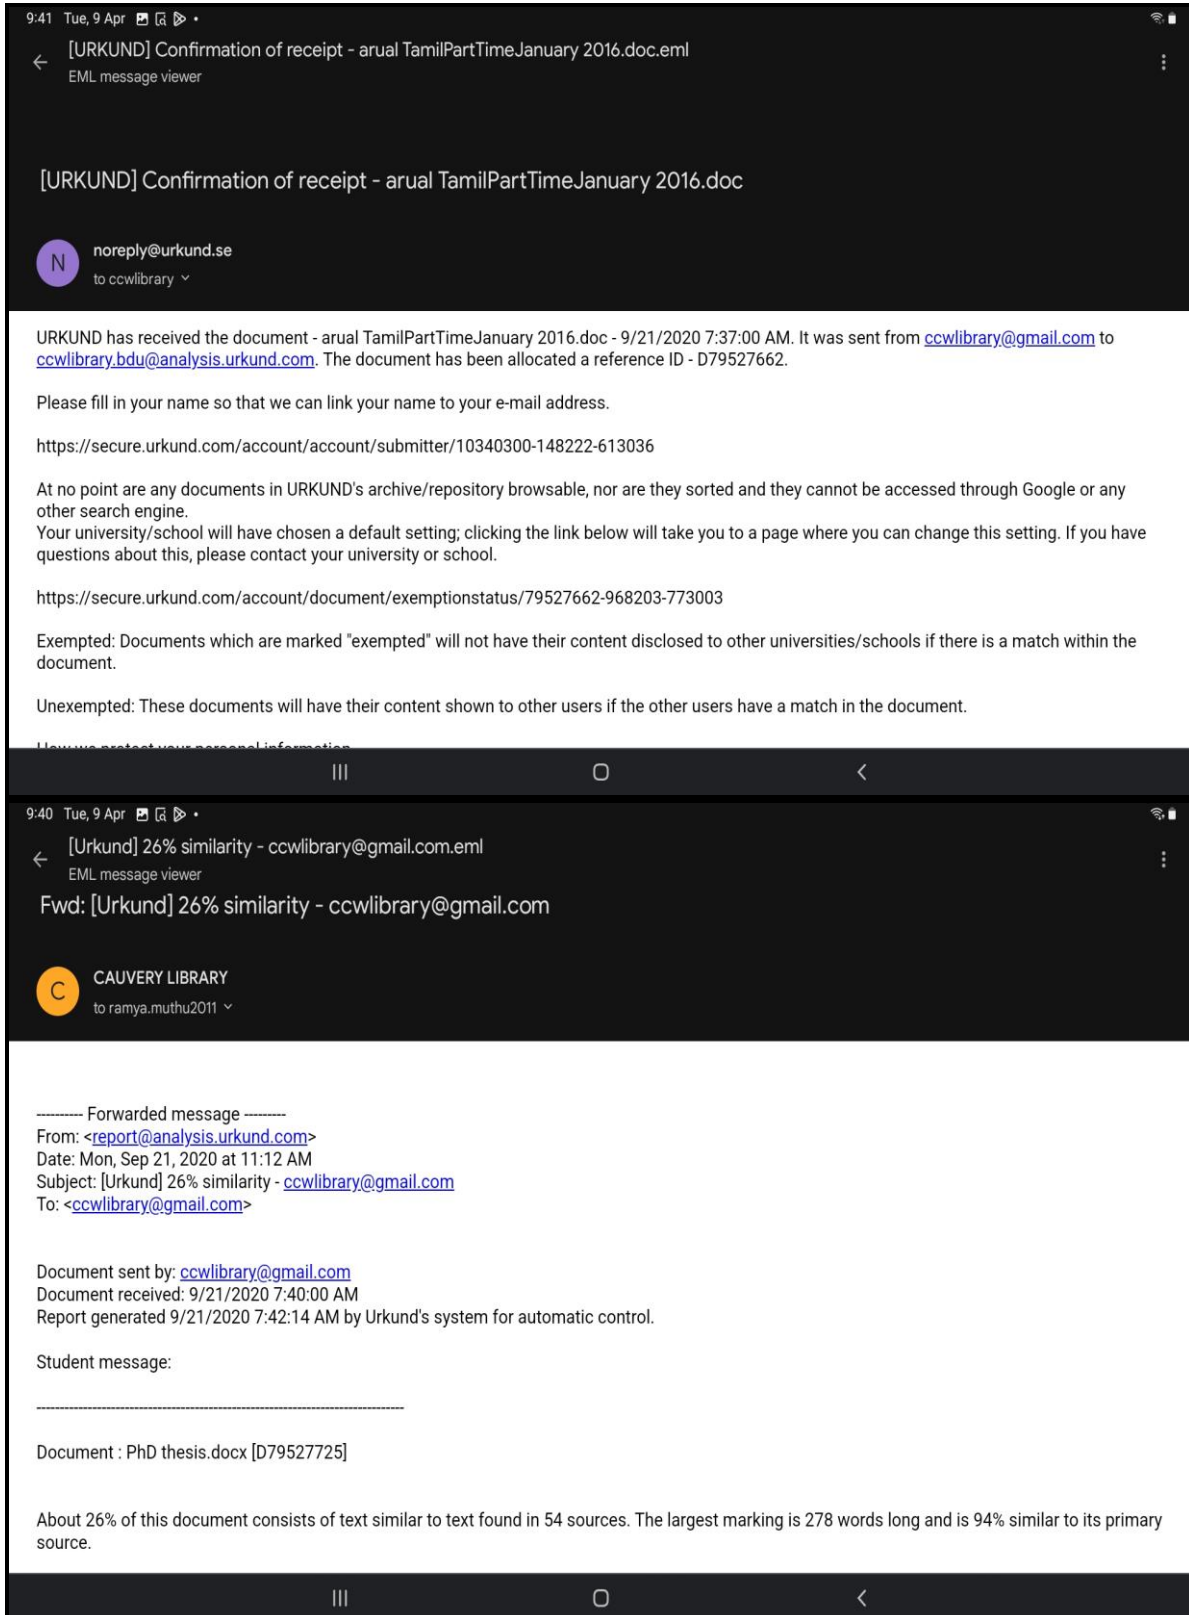 9:41 Tue, 9 Apr
[URKUND] Confirmation of receipt - arual TamilPartTimeJanuary 2016.doc.eml
EML message viewer
[URKUND] Confirmation of receipt - arual TamilPartTimeJanuary 2016.doc
N
noreply@urkund.se
to ccwlibrary
URKUND has received the document - arual TamilPartTimeJanuary 2016.doc - 9/21/2020 7:37:00 AM. It was sent from ccwlibrary@gmail.com to
ccwlibrary.bdu@analysis.urkund.com. The document has been allocated a reference ID - D79527662.
Please fill in your name so that we can link your name to your e-mail address.
https://secure.urkund.com/account/account/submitter/10340300-148222-613036
At no point are any documents in URKUND's archive/repository browsable, nor are they sorted and they cannot be accessed through Google or any
other search engine.
Your university/school will have chosen a default setting; clicking the link below will take you to a page where you can change this setting. If you have
questions about this, please contact your university or school.
https://secure.urkund.com/account/document/exemptionstatus/79527662-968203-773003
Exempted: Documents which are marked "exempted" will not have their content disclosed to other universities/schools if there is a match within the
document.
Unexempted: These documents will have their content shown to other users if the other users have a match in the document.
How we protect your personal information
9:40 Tue, 9 Apr
[Urkund] 26% similarity - ccwlibrary@gmail.com.eml
EML message viewer
Fwd: [Urkund] 26% similarity - ccwlibrary@gmail.com
C
CAUVERY LIBRARY
to ramya.muthu2011
---------- Forwarded message ---------
From: <report@analysis.urkund.com>
Date: Mon, Sep 21, 2020 at 11:12 AM
Subject: [Urkund] 26% similarity - ccwlibrary@gmail.com
To: <ccwlibrary@gmail.com>
Document sent by: ccwlibrary@gmail.com
Document received: 9/21/2020 7:40:00 AM
Report generated 9/21/2020 7:42:14 AM by Urkund's system for automatic control.
Student message:
--------------------------------------------------------------------------------
Document : PhD thesis.docx [D79527725]
About 26% of this document consists of text similar to text found in 54 sources. The largest marking is 278 words long and is 94% similar to its primary
source.